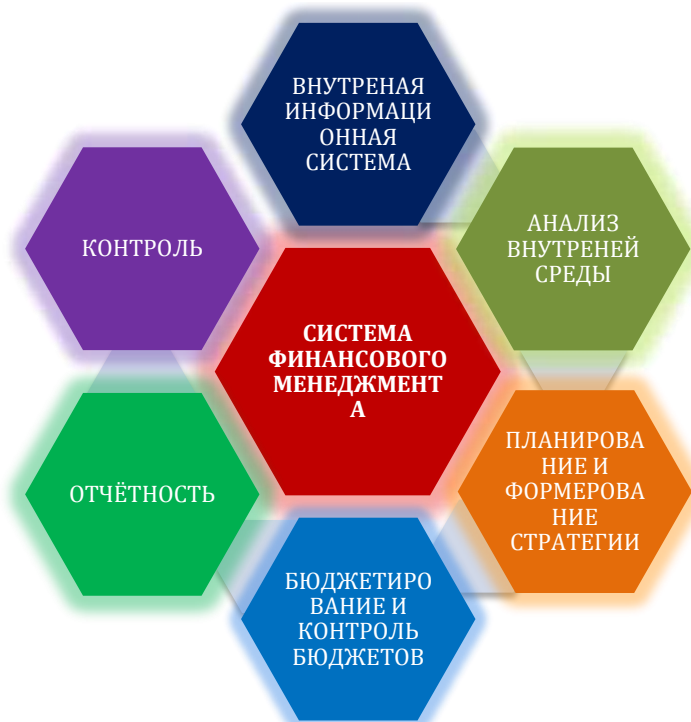 ВНУТРЕНАЯ
ИНФОРМАЦИ
ОННАЯ
СИСТЕМА
АНАЛИЗ
ВНУТРЕНЕЙ
СРЕДЫ
КОНТРОЛЬ
СИСТЕМА
ФИНАНСОВОГО
МЕНЕДЖМЕНТ
А
ПЛАНИРОВА
НИЕ И
ФОРМЕРОВА
НИЕ
СТРАТЕГИИ
ОТЧЁТНОСТЬ
БЮДЖЕТИРО
ВАНИЕ И
КОНТРОЛЬ
БЮДЖЕТОВ